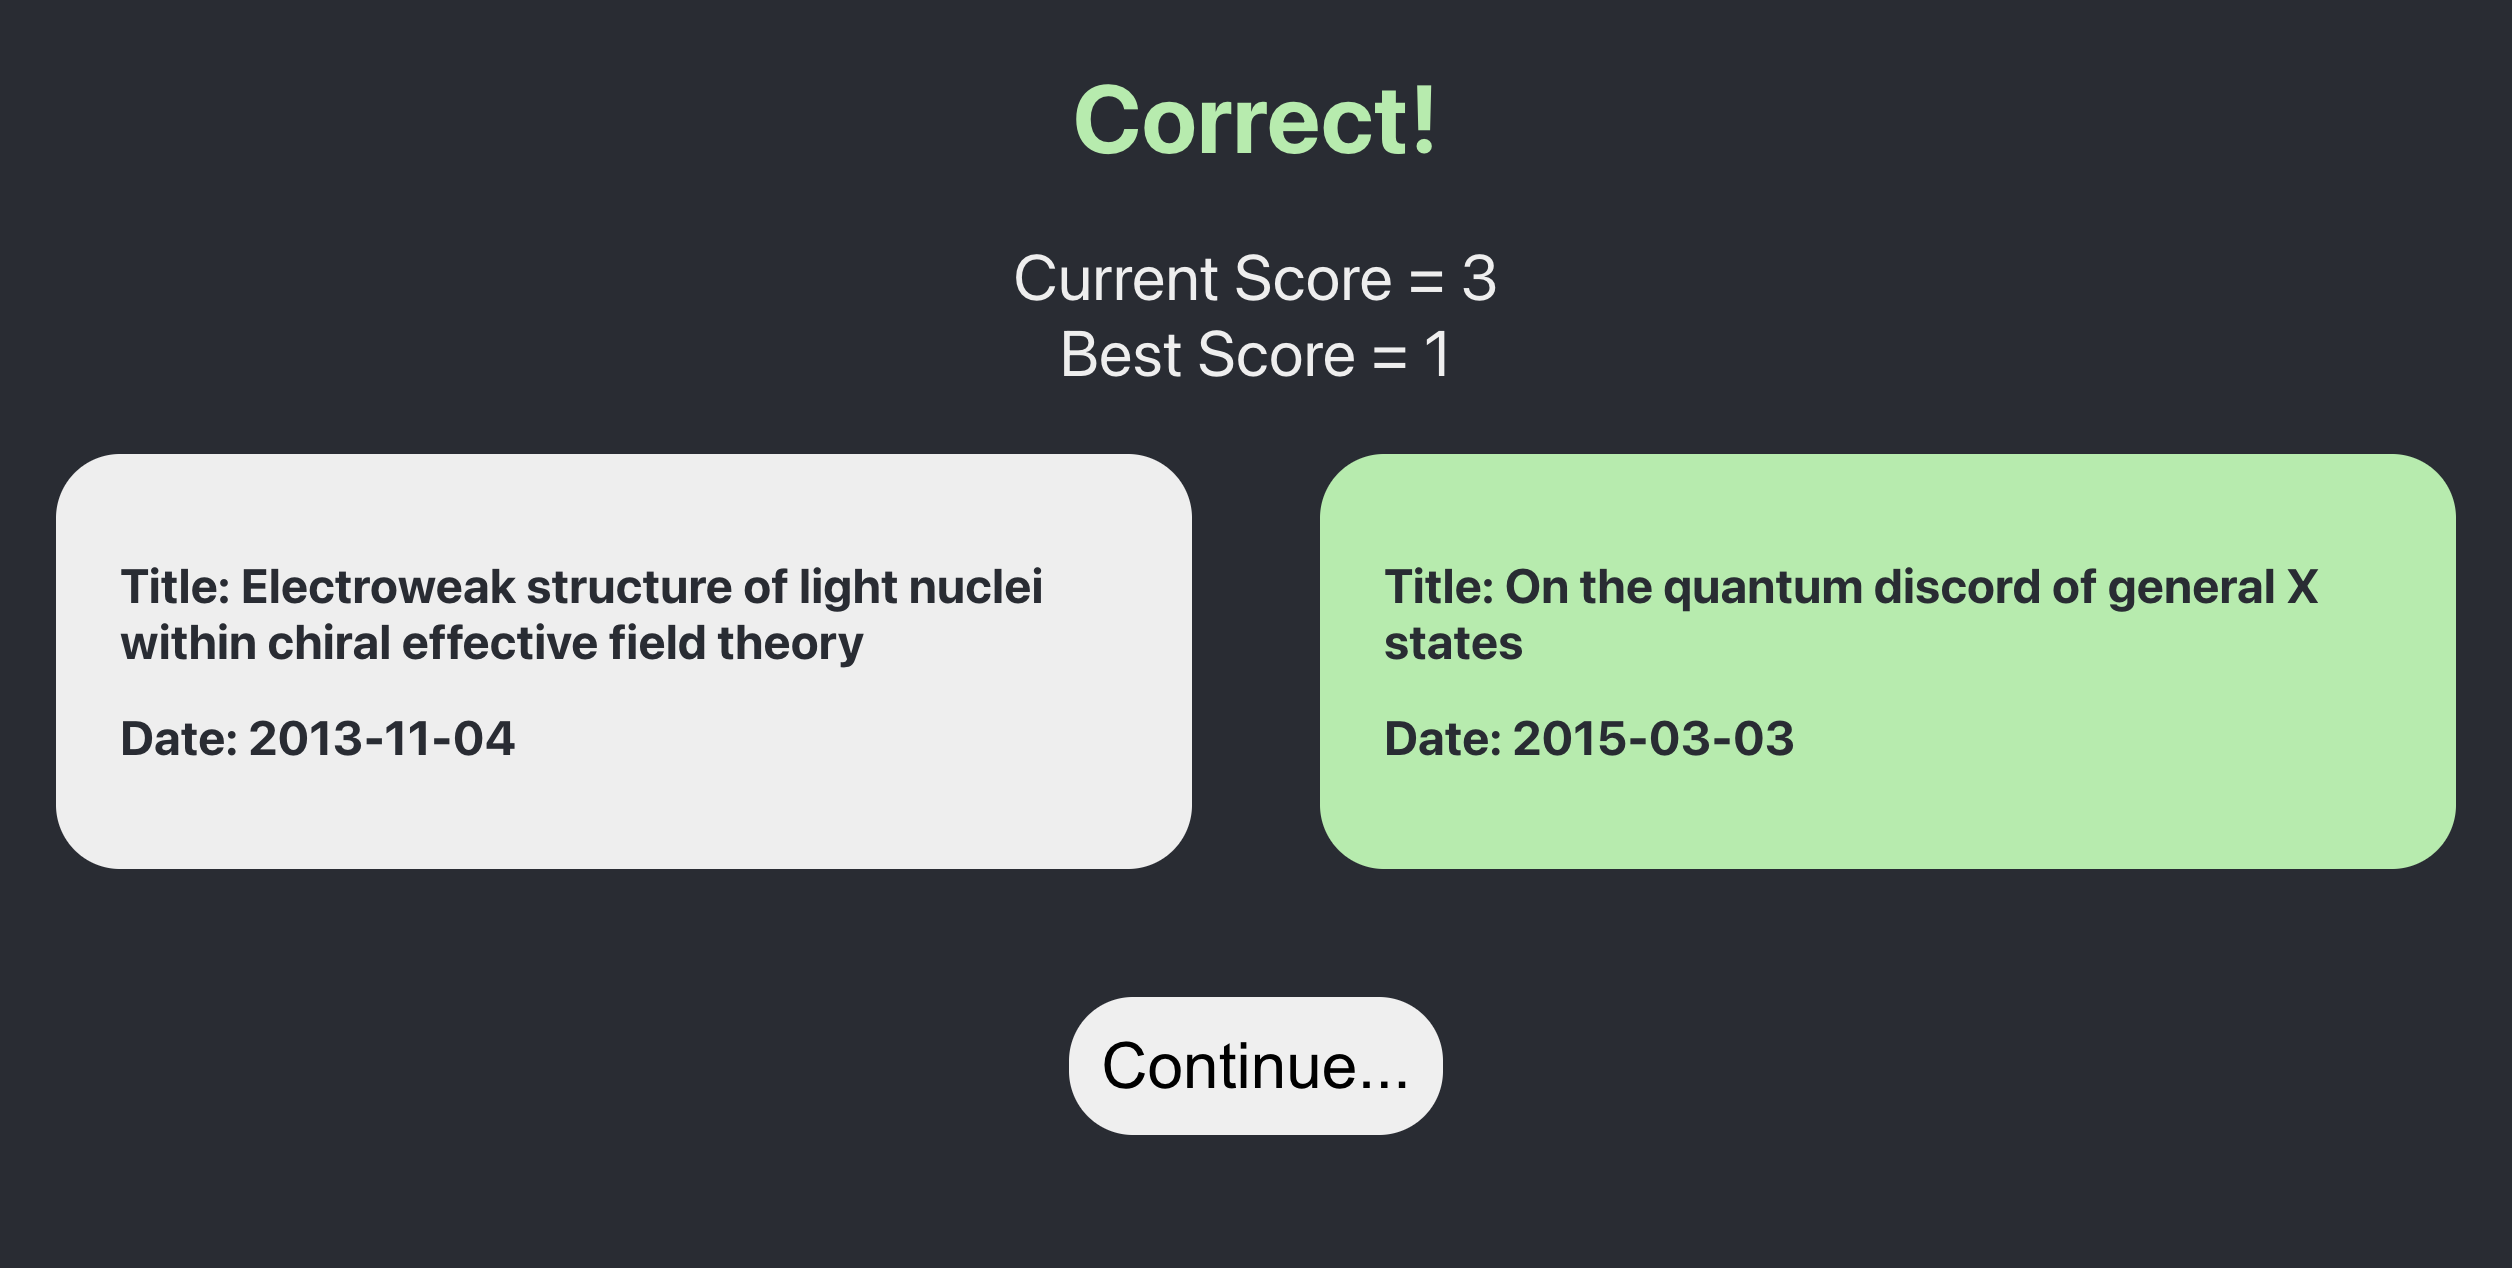 Correct!
Current Score = 3
Best Score = 1
Title: Electroweak structure of light nuclei
within chiral effective field theory
Date: 2013-11-04
Title: On the quantum discord of general X
states
Date: 2015-03-03
Continue...